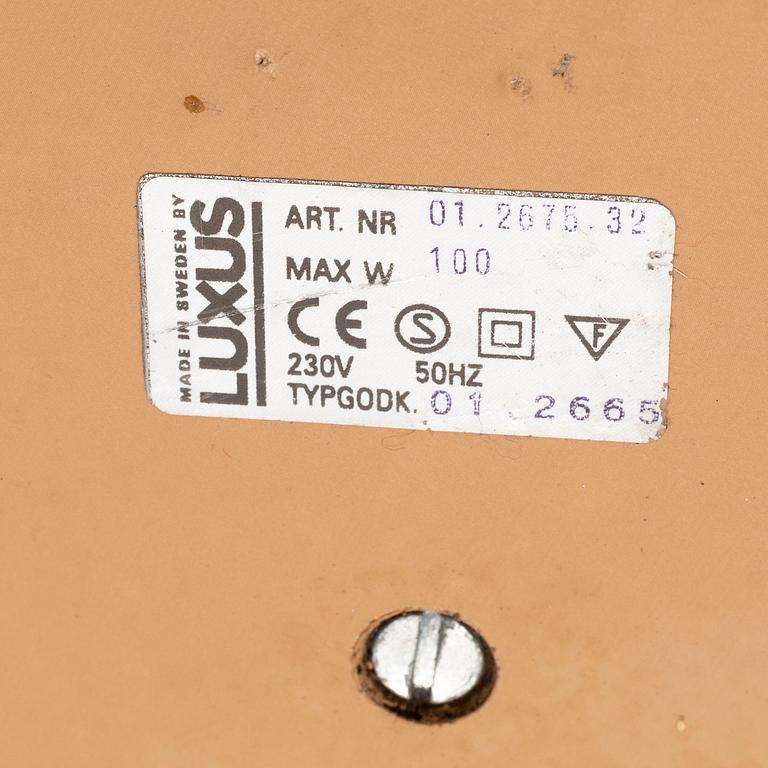 MADE IN SWEDEN BY
LUXUS
ART. NR 01.2675.32
MAX W 100
CE S F
230V 50HZ
TYPGODK. 01.2665